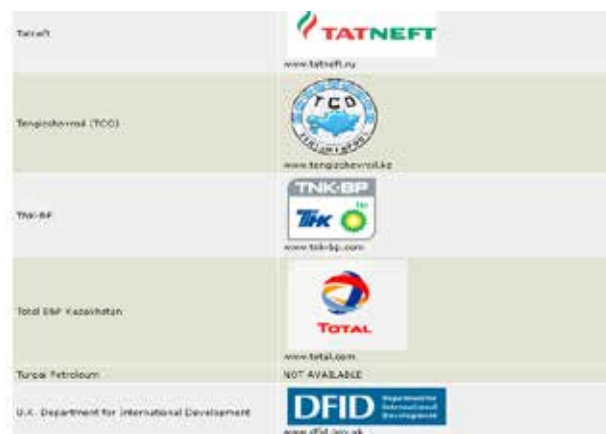 Tatneft
TATNEFT
www.tatneft.ru
Tengizchevroil (TCO)
TCO
www.tengizchevroil.kz
TNK-BP
TNK-BP
ТНК bp
www.tnk-bp.com
Total E&P Kazakhstan
TOTAL
www.total.com
Turgai Petroleum
NOT AVAILABLE
U.K. Department for International Development
DFID
Department for
International
Development
www.dfid.gov.uk